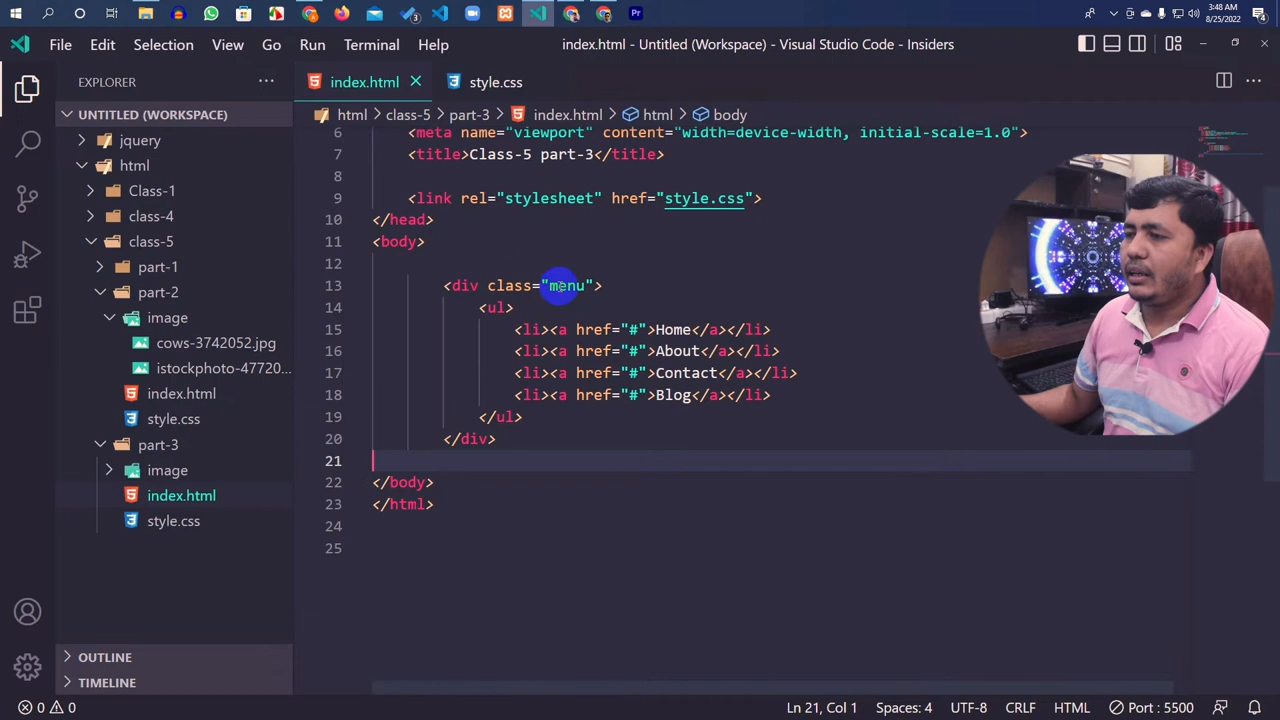 3:48 AM
8/25/2022
File Edit Selection View Go Run Terminal Help
index.html - Untitled (Workspace) - Visual Studio Code - Insiders
EXPLORER
index.html
style.css
UNTITLED (WORKSPACE)
html > class-5 > part-3 > index.html > html > body
jquery
html
Class-1
class-4
class-5
part-1
part-2
image
cows-3742052.jpg
istockphoto-47720...
index.html
style.css
part-3
image
index.html
style.css
OUTLINE
TIMELINE
6 <meta name="viewport" content="width=device-width, initial-scale=1.0">
7 <title>Class-5 part-3</title>
8
9 <link rel="stylesheet" href="style.css">
10 </head>
11 <body>
12
13 <div class="menu">
14 <ul>
15 <li><a href="#">Home</a></li>
16 <li><a href="#">About</a></li>
17 <li><a href="#">Contact</a></li>
18 <li><a href="#">Blog</a></li>
19 </ul>
20 </div>
21
22 </body>
23 </html>
24
25
0 0 Ln 21, Col 1 Spaces: 4 UTF-8 CRLF HTML Port : 5500